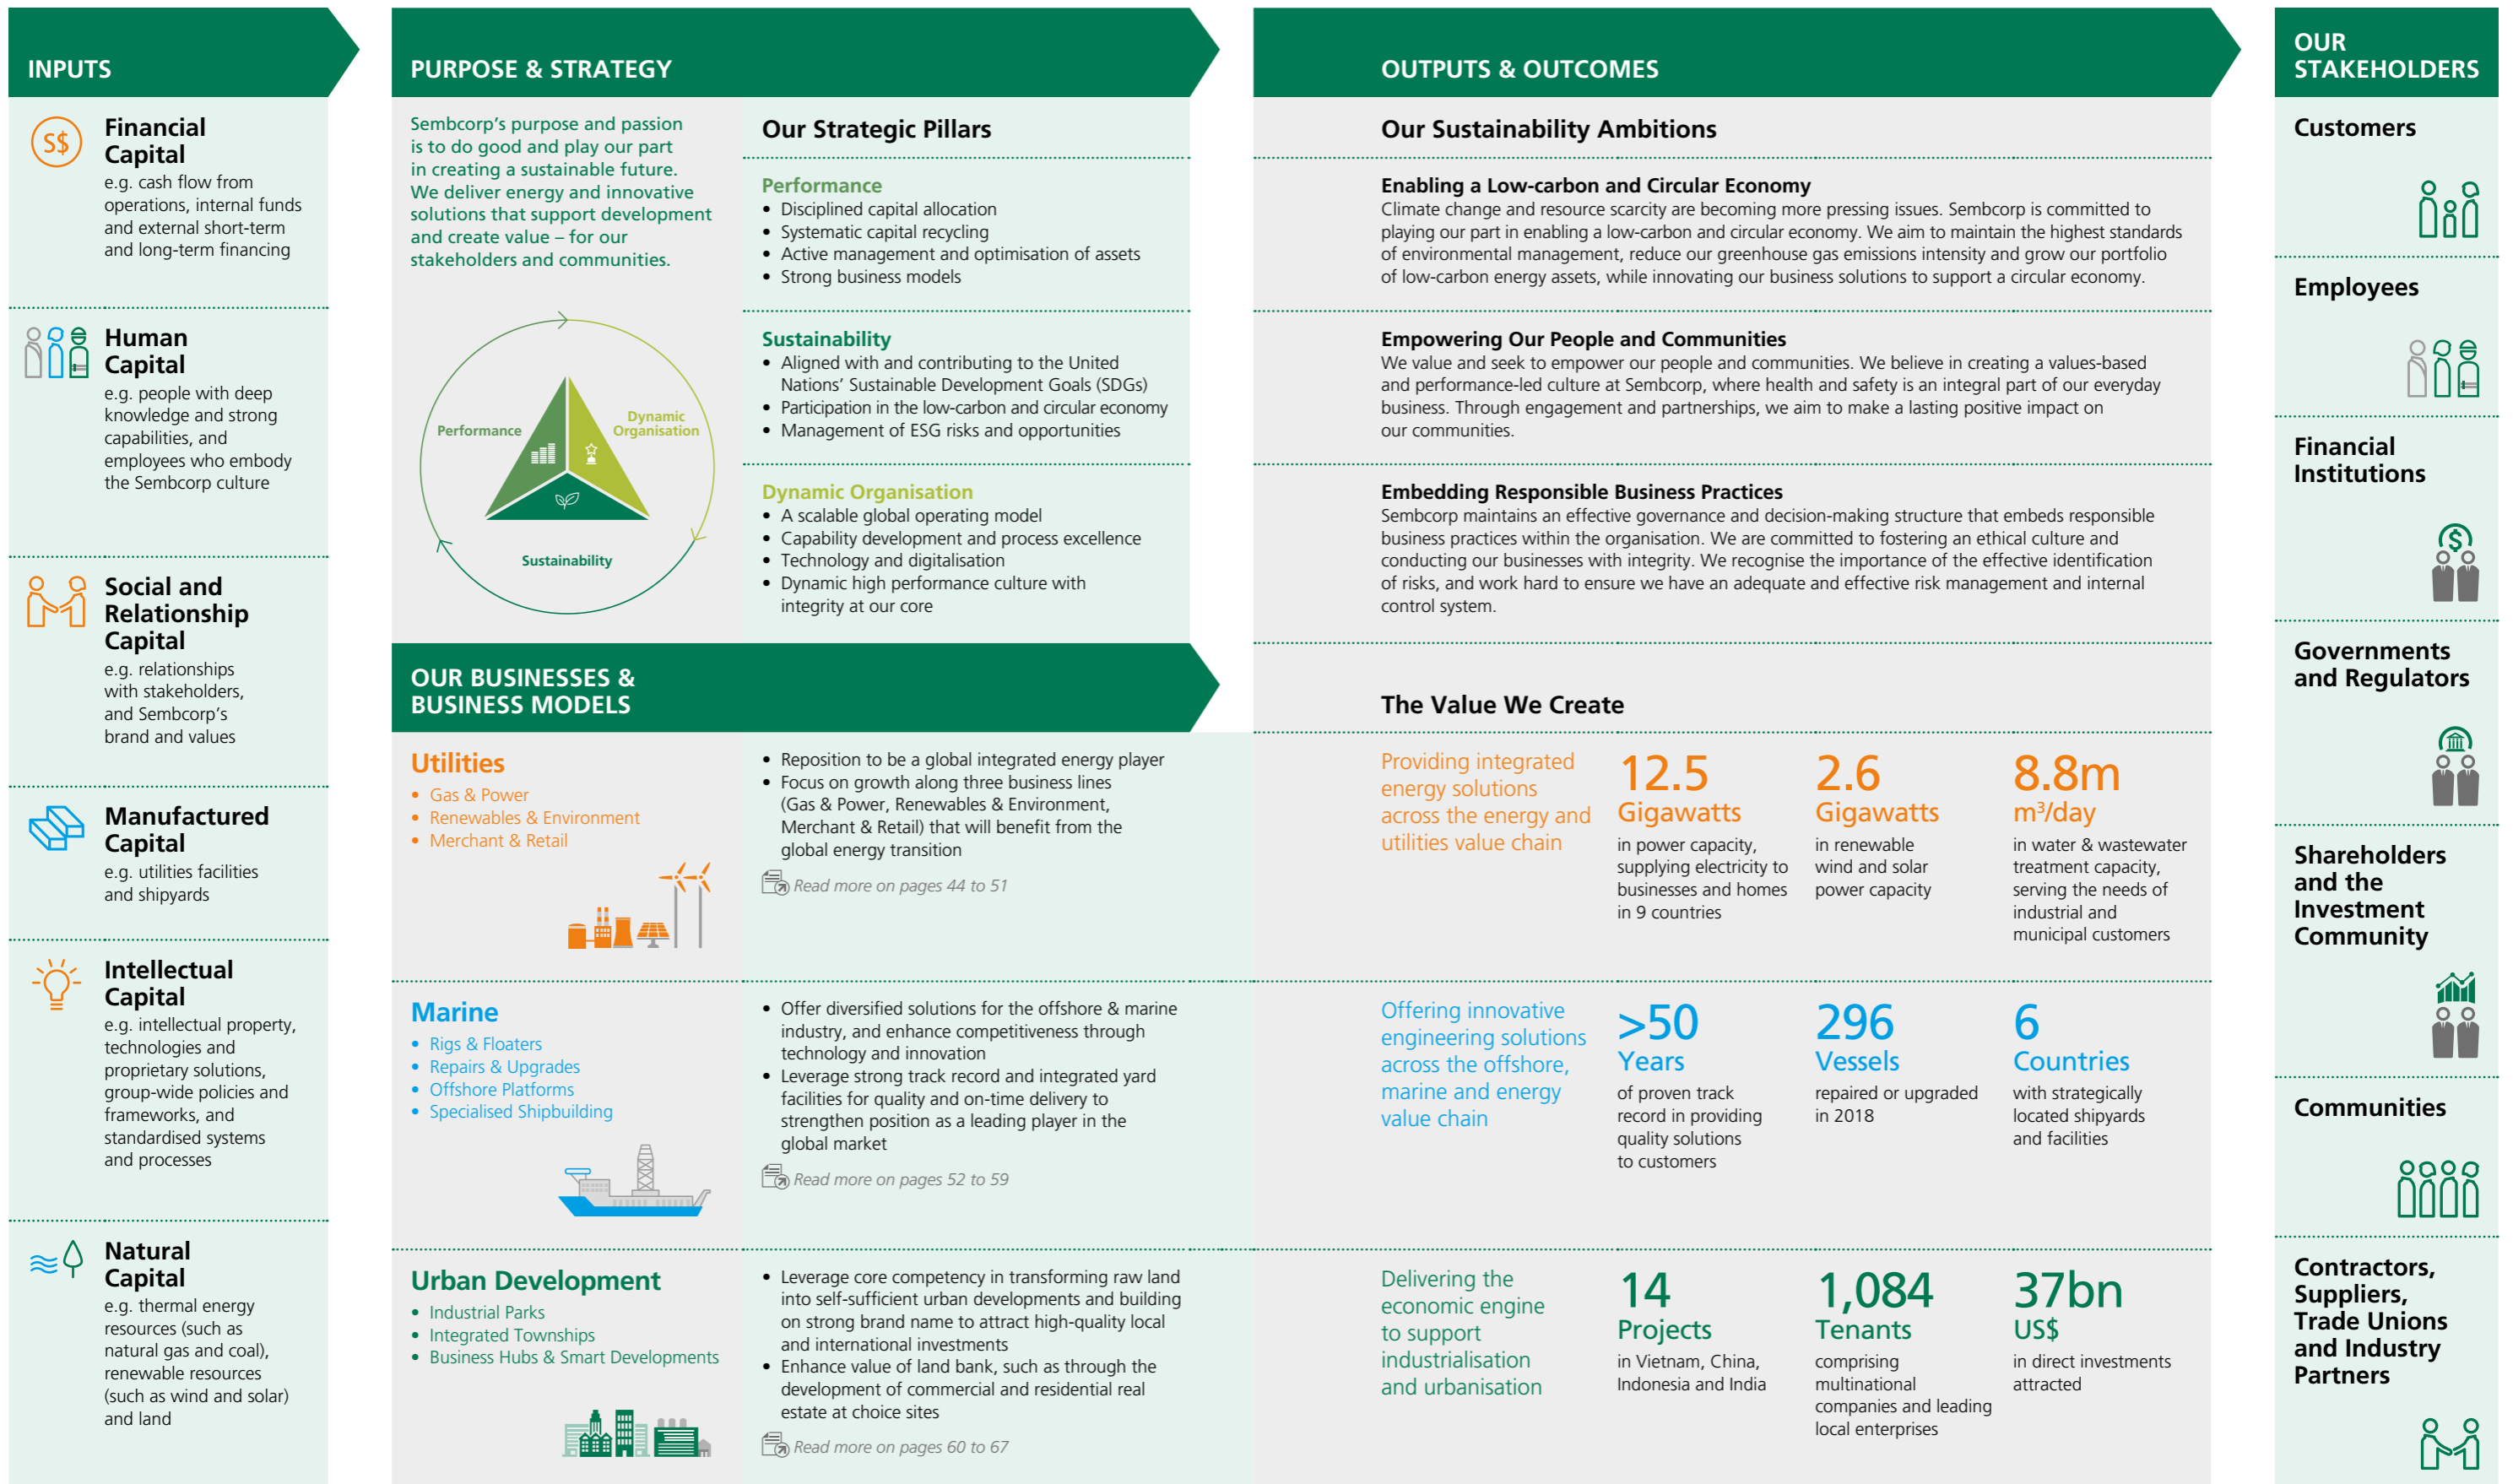 INPUTS
S$
Financial
Capital
e.g. cash flow from
operations, internal funds
and external short-term
and long-term financing
Human
Capital
e.g. people with deep
knowledge and strong
capabilities, and
employees who embody
the Sembcorp culture
Social and
Relationship
Capital
e.g. relationships
with stakeholders,
and Sembcorp’s
brand and values
Manufactured
Capital
e.g. utilities facilities
and shipyards
Intellectual
Capital
e.g. intellectual property,
technologies and
proprietary solutions,
group-wide policies and
frameworks, and
standardised systems
and processes
Natural
Capital
e.g. thermal energy
resources (such as
natural gas and coal),
renewable resources
(such as wind and solar)
and land
PURPOSE & STRATEGY
Sembcorp’s purpose and passion
is to do good and play our part
in creating a sustainable future.
We deliver energy and innovative
solutions that support development
and create value – for our
stakeholders and communities.
Performance
Dynamic
Organisation
Sustainability
Our Strategic Pillars
Performance
• Disciplined capital allocation
• Systematic capital recycling
• Active management and optimisation of assets
• Strong business models
Sustainability
• Aligned with and contributing to the United
Nations’ Sustainable Development Goals (SDGs)
• Participation in the low-carbon and circular economy
• Management of ESG risks and opportunities
Dynamic Organisation
• A scalable global operating model
• Capability development and process excellence
• Technology and digitalisation
• Dynamic high performance culture with
integrity at our core
OUR BUSINESSES &
BUSINESS MODELS
Utilities
• Gas & Power
• Renewables & Environment
• Merchant & Retail
• Reposition to be a global integrated energy player
• Focus on growth along three business lines
(Gas & Power, Renewables & Environment,
Merchant & Retail) that will benefit from the
global energy transition
Read more on pages 44 to 51
Marine
• Rigs & Floaters
• Repairs & Upgrades
• Offshore Platforms
• Specialised Shipbuilding
• Offer diversified solutions for the offshore & marine
industry, and enhance competitiveness through
technology and innovation
• Leverage strong track record and integrated yard
facilities for quality and on-time delivery to
strengthen position as a leading player in the
global market
Read more on pages 52 to 59
Urban Development
• Industrial Parks
• Integrated Townships
• Business Hubs & Smart Developments
• Leverage core competency in transforming raw land
into self-sufficient urban developments and building
on strong brand name to attract high-quality local
and international investments
• Enhance value of land bank, such as through the
development of commercial and residential real
estate at choice sites
Read more on pages 60 to 67
OUTPUTS & OUTCOMES
Our Sustainability Ambitions
Enabling a Low-carbon and Circular Economy
Climate change and resource scarcity are becoming more pressing issues. Sembcorp is committed to
playing our part in enabling a low-carbon and circular economy. We aim to maintain the highest standards
of environmental management, reduce our greenhouse gas emissions intensity and grow our portfolio
of low-carbon energy assets, while innovating our business solutions to support a circular economy.
Empowering Our People and Communities
We value and seek to empower our people and communities. We believe in creating a values-based
and performance-led culture at Sembcorp, where health and safety is an integral part of our everyday
business. Through engagement and partnerships, we aim to make a lasting positive impact on
our communities.
Embedding Responsible Business Practices
Sembcorp maintains an effective governance and decision-making structure that embeds responsible
business practices within the organisation. We are committed to fostering an ethical culture and
conducting our businesses with integrity. We recognise the importance of the effective identification
of risks, and work hard to ensure we have an adequate and effective risk management and internal
control system.
The Value We Create
Providing integrated
energy solutions
across the energy and
utilities value chain
12.5
Gigawatts
in power capacity,
supplying electricity to
businesses and homes
in 9 countries
2.6
Gigawatts
in renewable
wind and solar
power capacity
8.8m
m³/day
in water & wastewater
treatment capacity,
serving the needs of
industrial and
municipal customers
Offering innovative
engineering solutions
across the offshore,
marine and energy
value chain
>50
Years
of proven track
record in providing
quality solutions
to customers
296
Vessels
repaired or upgraded
in 2018
6
Countries
with strategically
located shipyards
and facilities
Delivering the
economic engine
to support
industrialisation
and urbanisation
14
Projects
in Vietnam, China,
Indonesia and India
1,084
Tenants
comprising
multinational
companies and leading
local enterprises
37bn
US$
in direct investments
attracted
OUR
STAKEHOLDERS
Customers
Employees
Financial
Institutions
$
Governments
and Regulators
Shareholders
and the
Investment
Community
Communities
Contractors,
Suppliers,
Trade Unions
and Industry
Partners